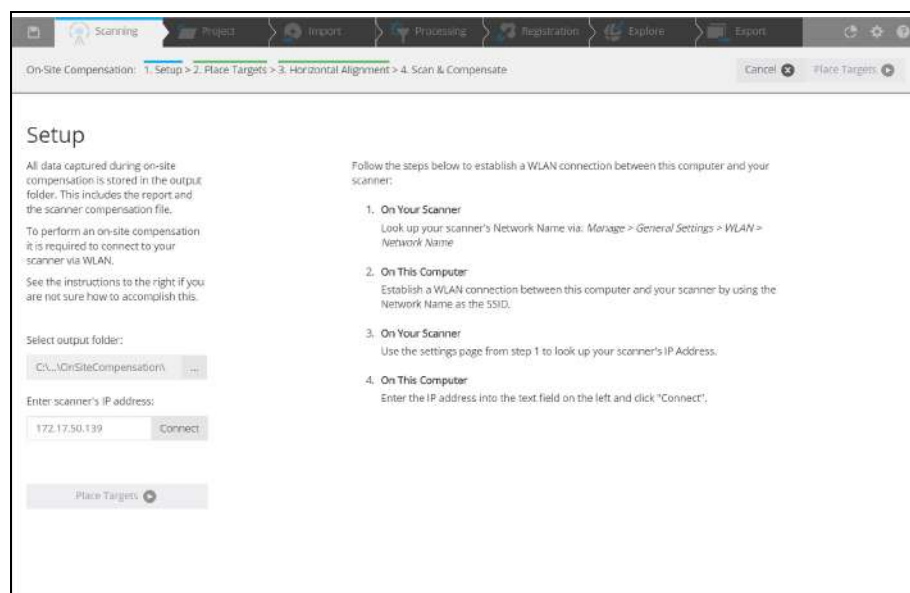 Scanning
Project
Import
Processing
Registration
Explore
Export
On-Site Compensation: 1. Setup > 2. Place Targets > 3. Horizontal Alignment > 4. Scan & Compensate
Cancel
Place Targets
Setup
All data captured during on-site
compensation is stored in the output
folder. This includes the report and
the scanner compensation file.
To perform an on-site compensation
it is required to connect to your
scanner via WLAN.
See the instructions to the right if you
are not sure how to accomplish this.
Select output folder:
C:\...\OnSiteCompensation\ ...
Enter scanner's IP address:
172.17.50.139 Connect
Place Targets
Follow the steps below to establish a WLAN connection between this computer and your
scanner:
1. On Your Scanner
Look up your scanner's Network Name via: Manage > General Settings > WLAN >
Network Name
2. On This Computer
Establish a WLAN connection between this computer and your scanner by using the
Network Name as the SSID.
3. On Your Scanner
Use the settings page from step 1 to look up your scanner's IP Address.
4. On This Computer
Enter the IP address into the text field on the left and click "Connect".